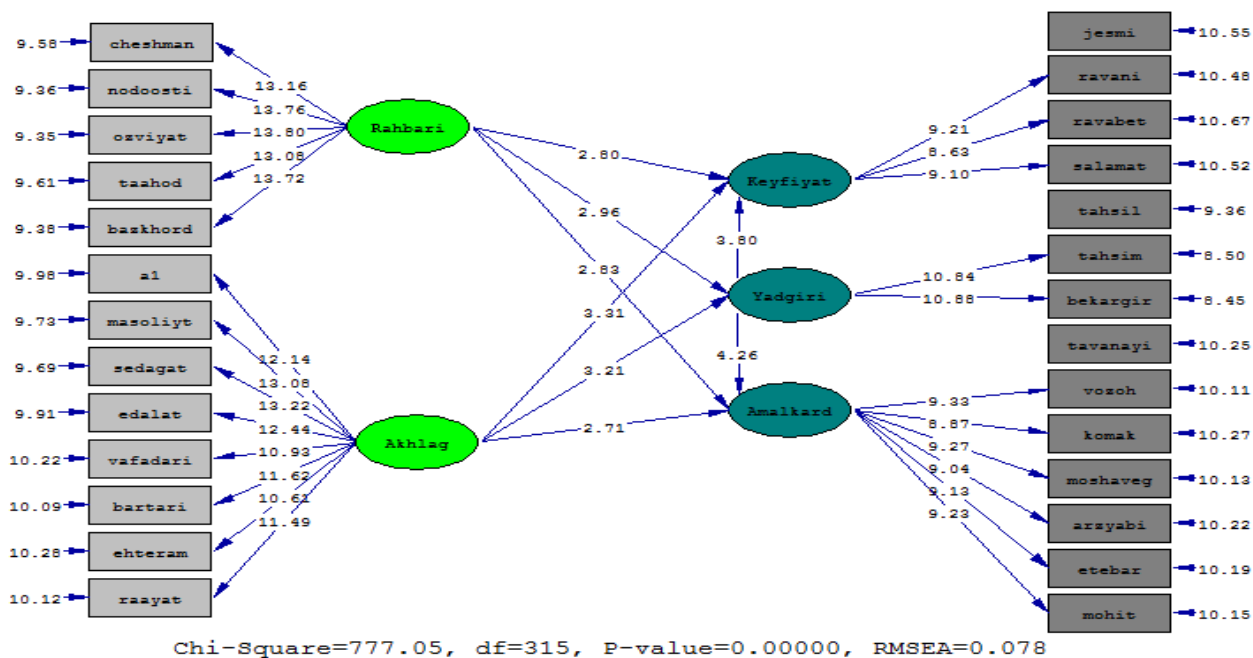 9.58 cheshman
9.36 nodoosti
9.35 ozviyat
9.61 taahod
9.38 bazkhord
9.98 a1
9.73 masoliyt
9.69 sedagat
9.91 edalat
10.22 vafadari
10.09 bartari
10.28 ehteram
10.12 raayat
13.16
13.76
13.80
13.08
13.72
Rahbari
12.14
13.08
13.22
12.44
10.93
11.62
10.61
11.49
Akhlag
2.80
2.96
2.83
3.31
3.21
2.71
Keyfiyat
3.80
Yadgiri
4.26
Amalkard
9.21
8.63
9.10
10.84
10.88
9.33
8.87
9.27
9.04
9.13
9.23
jesmi 10.55
ravani 10.48
ravabet 10.67
salamat 10.52
tahsil 9.36
tahsim 8.50
bekargir 8.45
tavanayi 10.25
vozoh 10.11
komak 10.27
moshaveg 10.13
arzyabi 10.22
etebar 10.19
mohit 10.15
Chi-Square=777.05, df=315, P-value=0.00000, RMSEA=0.078